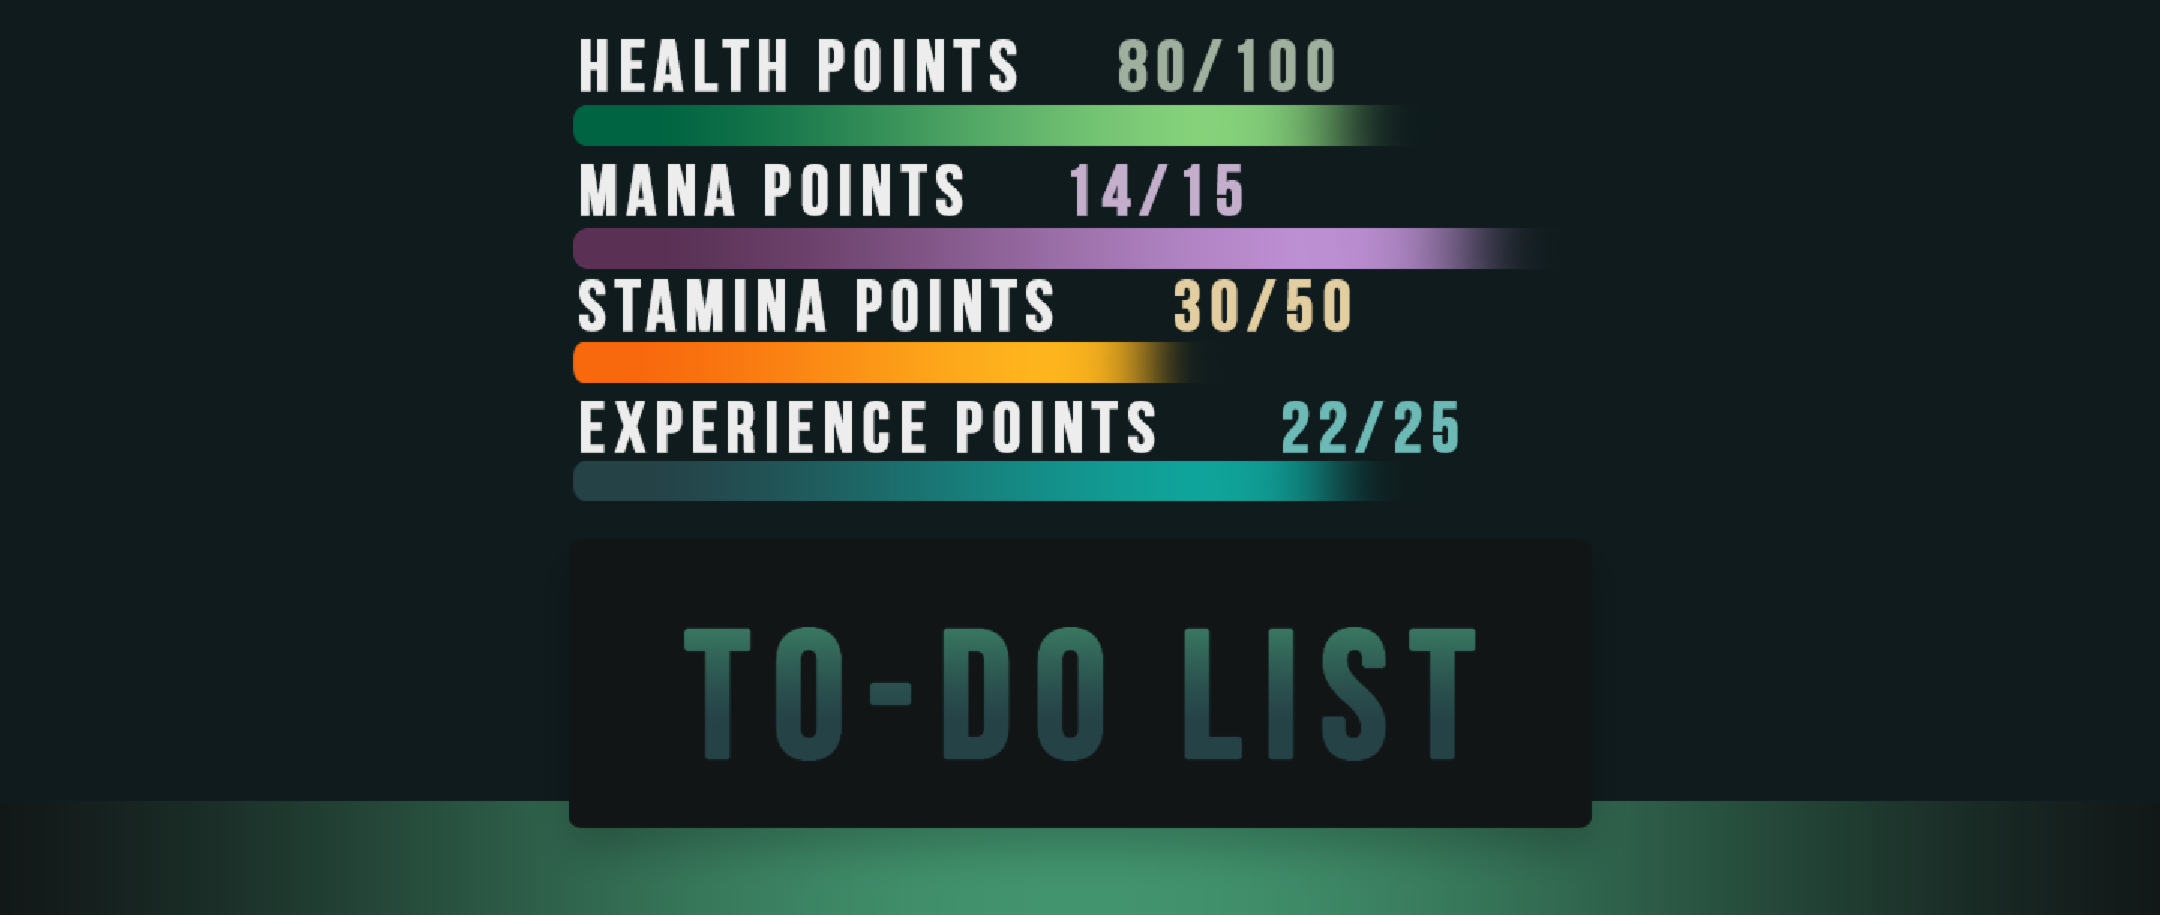 HEALTH POINTS 80/100
MANA POINTS 14/15
STAMINA POINTS 30/50
EXPERIENCE POINTS 22/25
TO-DO LIST